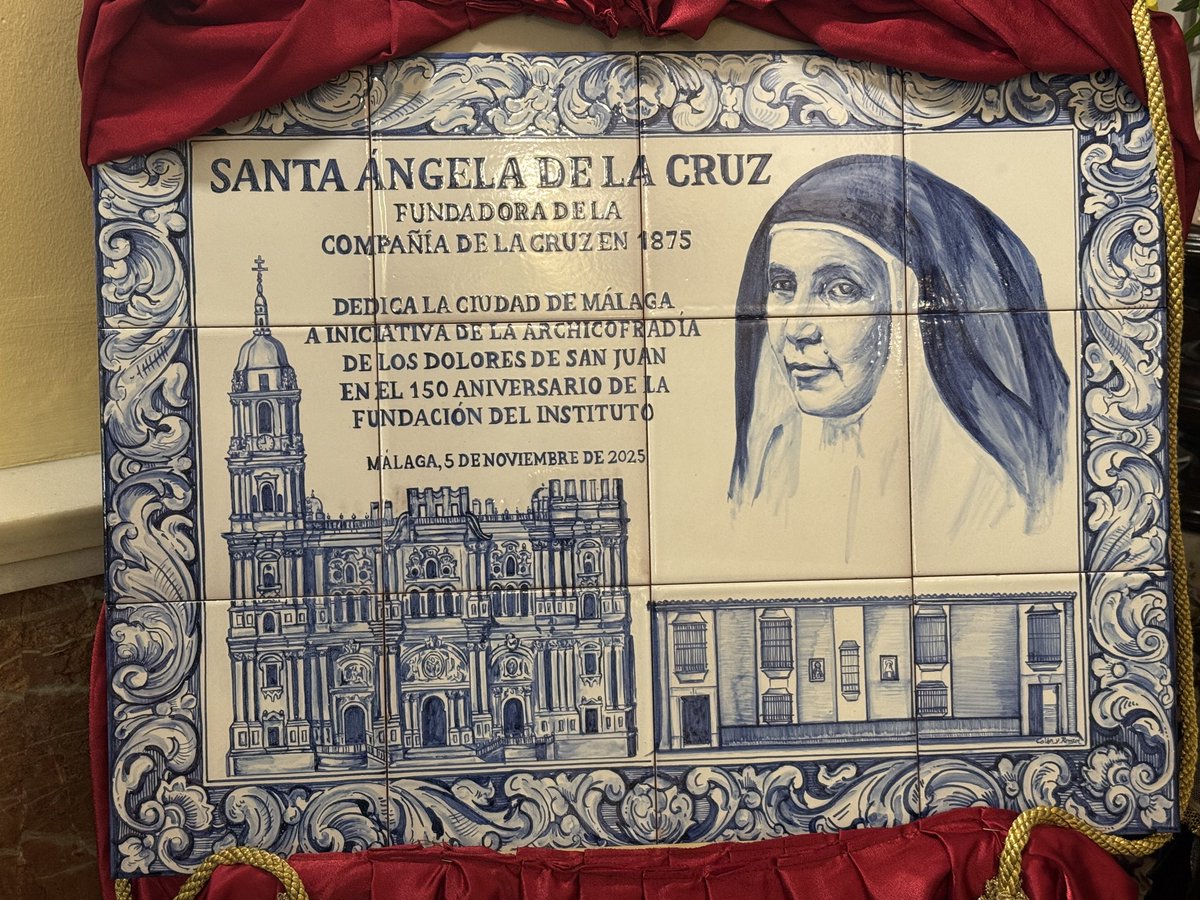 SANTA ÁNGELA DE LA CRUZ
FUNDADORA DE LA
COMPAÑÍA DE LA CRUZ EN 1875
DEDICA LA CIUDAD DE MÁLAGA
A INICIATIVA DE LA ARCHICOFRADÍA
DE LOS DOLORES DE SAN JUAN
EN EL 150 ANIVERSARIO DE LA
FUNDACIÓN DEL INSTITUTO
MÁLAGA, 5 DE NOVIEMBRE DE 2025